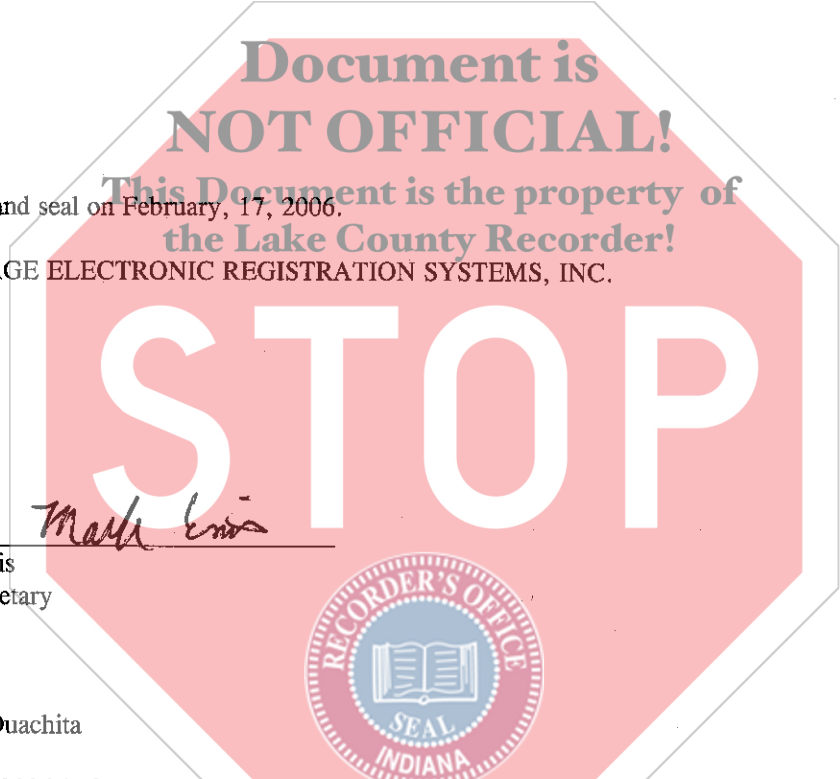 Document is
NOT OFFICIAL!
This Document is the property of
and seal on February, 17, 2006.
the Lake County Recorder!
GE ELECTRONIC REGISTRATION SYSTEMS, INC.
STOP
Mark
is
etary
RECORDER'S OFFICE
SEAL
INDIANA
Ouachita